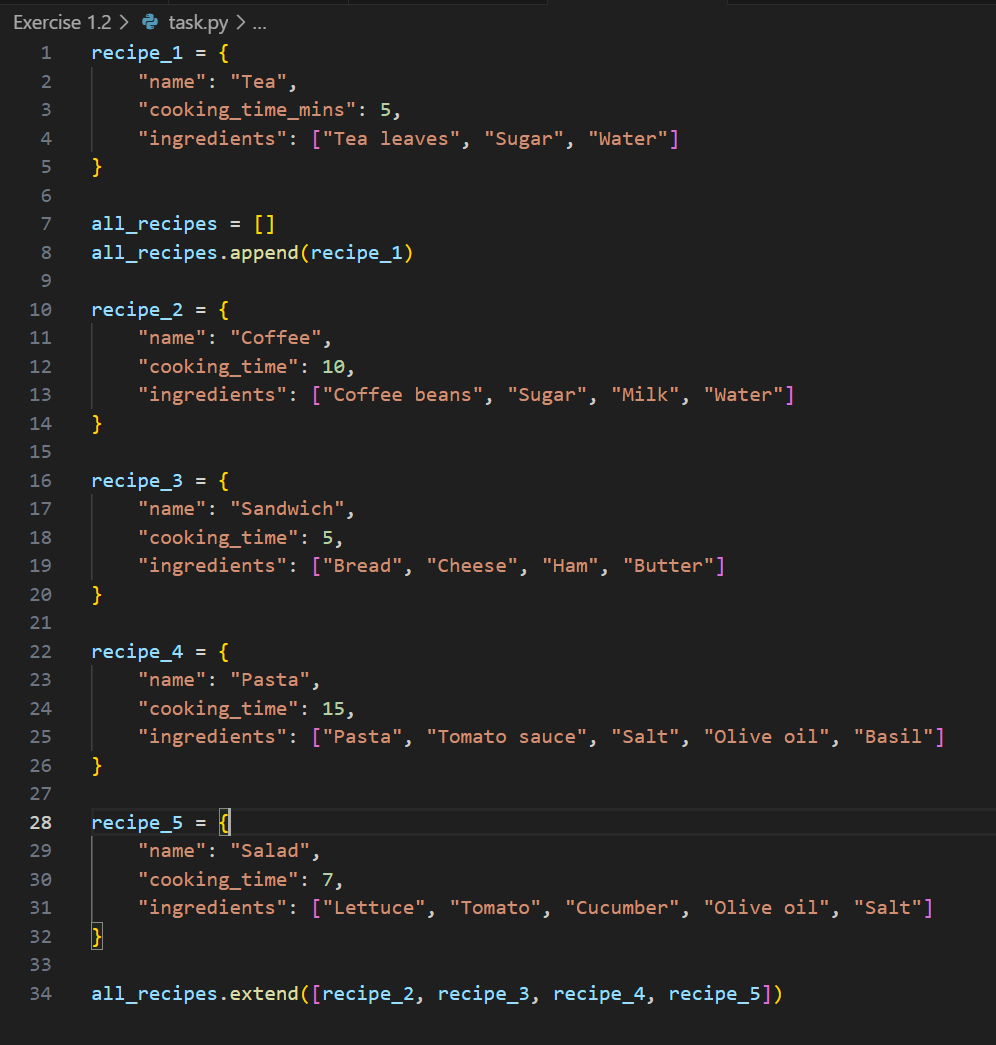 Exercise 1.2 > task.py > ...
1 recipe_1 = {
2     "name": "Tea",
3     "cooking_time_mins": 5,
4     "ingredients": ["Tea leaves", "Sugar", "Water"]
5 }
6
7 all_recipes = []
8 all_recipes.append(recipe_1)
9
10 recipe_2 = {
11     "name": "Coffee",
12     "cooking_time": 10,
13     "ingredients": ["Coffee beans", "Sugar", "Milk", "Water"]
14 }
15
16 recipe_3 = {
17     "name": "Sandwich",
18     "cooking_time": 5,
19     "ingredients": ["Bread", "Cheese", "Ham", "Butter"]
20 }
21
22 recipe_4 = {
23     "name": "Pasta",
24     "cooking_time": 15,
25     "ingredients": ["Pasta", "Tomato sauce", "Salt", "Olive oil", "Basil"]
26 }
27
28 recipe_5 = {
29     "name": "Salad",
30     "cooking_time": 7,
31     "ingredients": ["Lettuce", "Tomato", "Cucumber", "Olive oil", "Salt"]
32 }
33
34 all_recipes.extend([recipe_2, recipe_3, recipe_4, recipe_5])